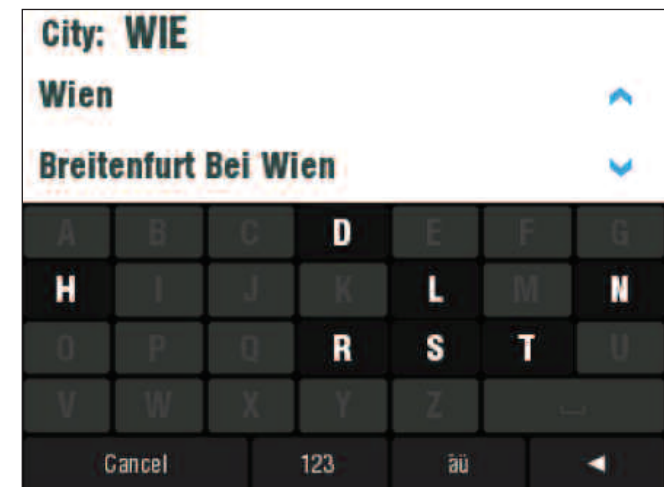 City: WIE
Wien
Breitenfurt Bei Wien
A B C D E F G
H I J K L M N
O P Q R S T U
V W X Y Z
Cancel 123 äü